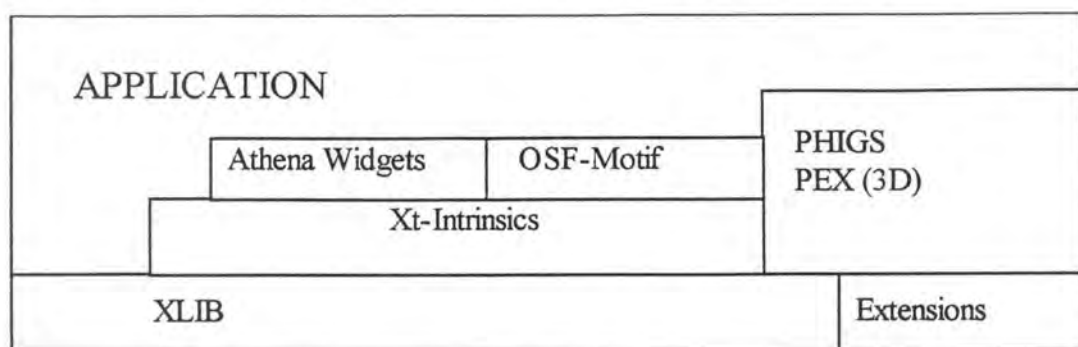 APPLICATION
Athena Widgets
OSF-Motif
PHIGS
PEX (3D)
Xt-Intrinsics
XLIB
Extensions